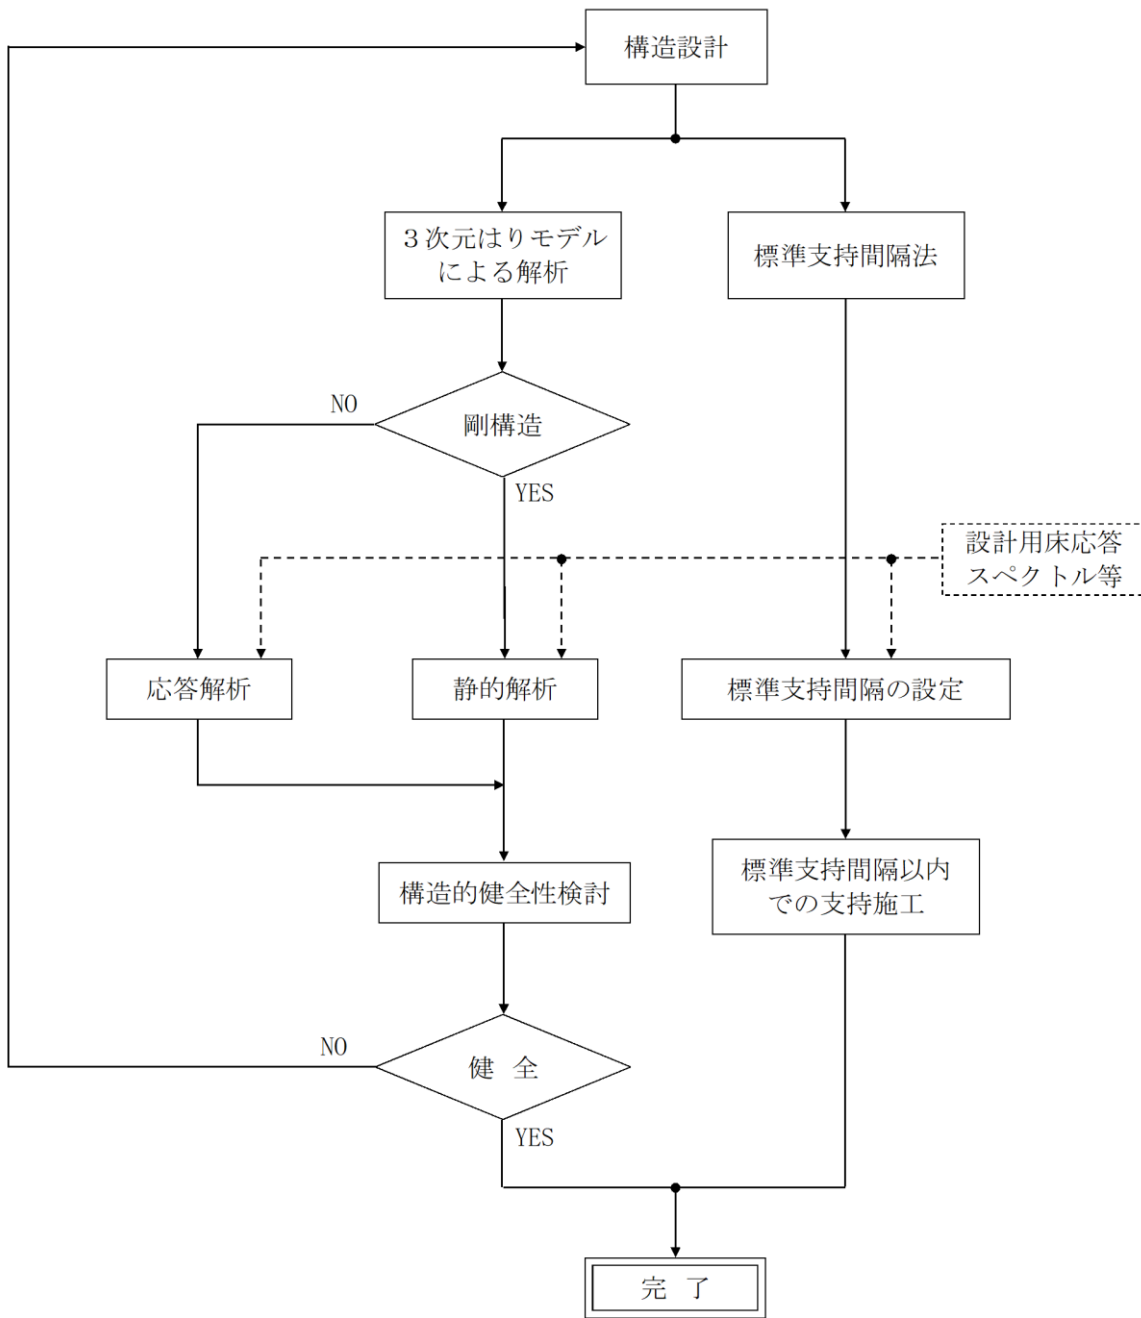 構造設計
３次元はりモデル
による解析
標準支持間隔法
NO
剛構造
YES
設計用床応答
スペクトル等
応答解析
静的解析
標準支持間隔の設定
標準支持間隔以内
での支持施工
構造的健全性検討
NO
健 全
YES
完 了